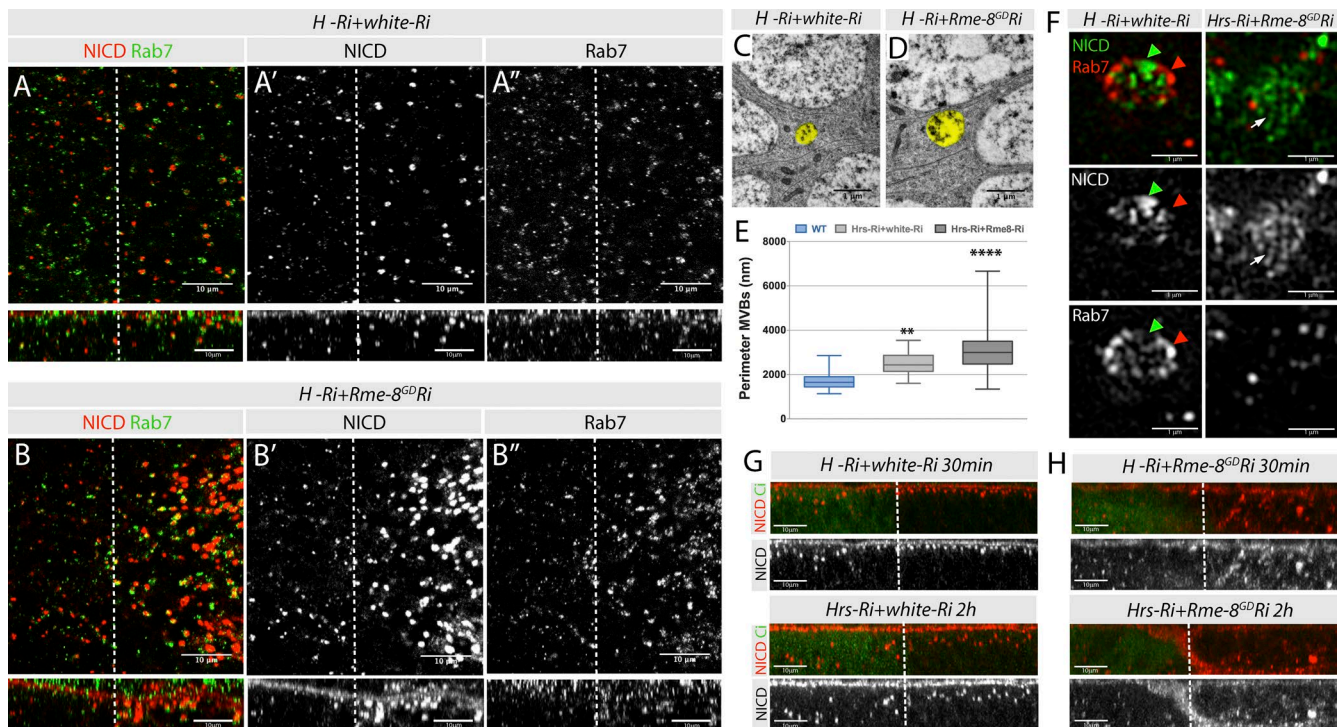 H -Ri+white-Ri
NICD Rab7
NICD
Rab7
A
A'
A"
10 µm
10 µm
10 µm
10µm
10µm
10µm
H -Ri+Rme-8GDRi
NICD Rab7
NICD
Rab7
B
B'
B"
10 µm
10 µm
10 µm
10µm
10µm
10µm
H -Ri+white-Ri
H -Ri+Rme-8GDRi
C
D
1 µm
1 µm
E
WT
Hrs-Ri+white-Ri
Hrs-Ri+Rme8-Ri
Perimeter MVBs (nm)
8000
6000
4000
2000
0
**
****
F
H -Ri+white-Ri
Hrs-Ri+Rme-8GDRi
NICD
Rab7
1 µm
1 µm
NICD
1 µm
1 µm
Rab7
1 µm
1 µm
G
H -Ri+white-Ri 30min
NICD Ci
10µm
NICD
10µm
Hrs-Ri+white-Ri 2h
NICD Ci
10µm
NICD
10µm
H
H -Ri+Rme-8GDRi 30min
10µm
10µm
Hrs-Ri+Rme-8GDRi 2h
10µm
10µm